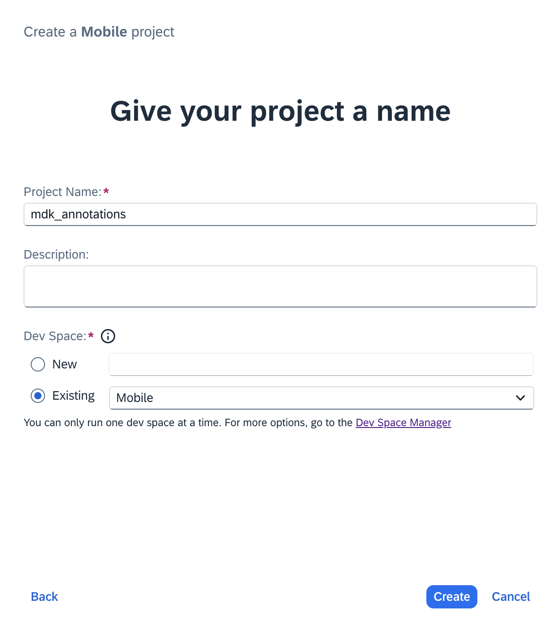 Create a Mobile project
Give your project a name
Project Name:*
mdk_annotations
Description:
Dev Space:*
New
Existing
Mobile
You can only run one dev space at a time. For more options, go to the Dev Space Manager
Back
Create
Cancel